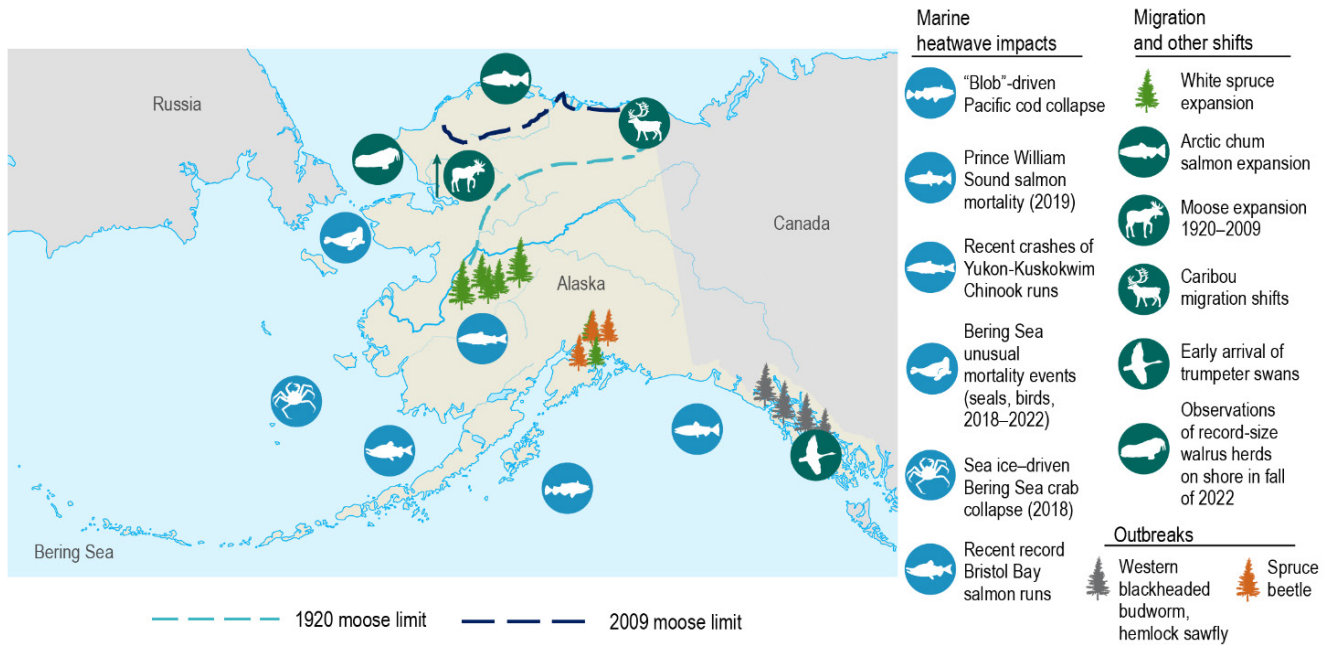 Russia
Canada
Alaska
Bering Sea
1920 moose limit
2009 moose limit
Marine
heatwave impacts
“Blob”-driven
Pacific cod collapse
Prince William
Sound salmon
mortality (2019)
Recent crashes of
Yukon-Kuskokwim
Chinook runs
Bering Sea
unusual
mortality events
(seals, birds,
2018–2022)
Sea ice–driven
Bering Sea crab
collapse (2018)
Recent record
Bristol Bay
salmon runs
Migration
and other shifts
White spruce
expansion
Arctic chum
salmon expansion
Moose expansion
1920–2009
Caribou
migration shifts
Early arrival of
trumpeter swans
Observations
of record-size
walrus herds
on shore in fall
of 2022
Outbreaks
Western
blackheaded
budworm,
hemlock sawfly
Spruce
beetle